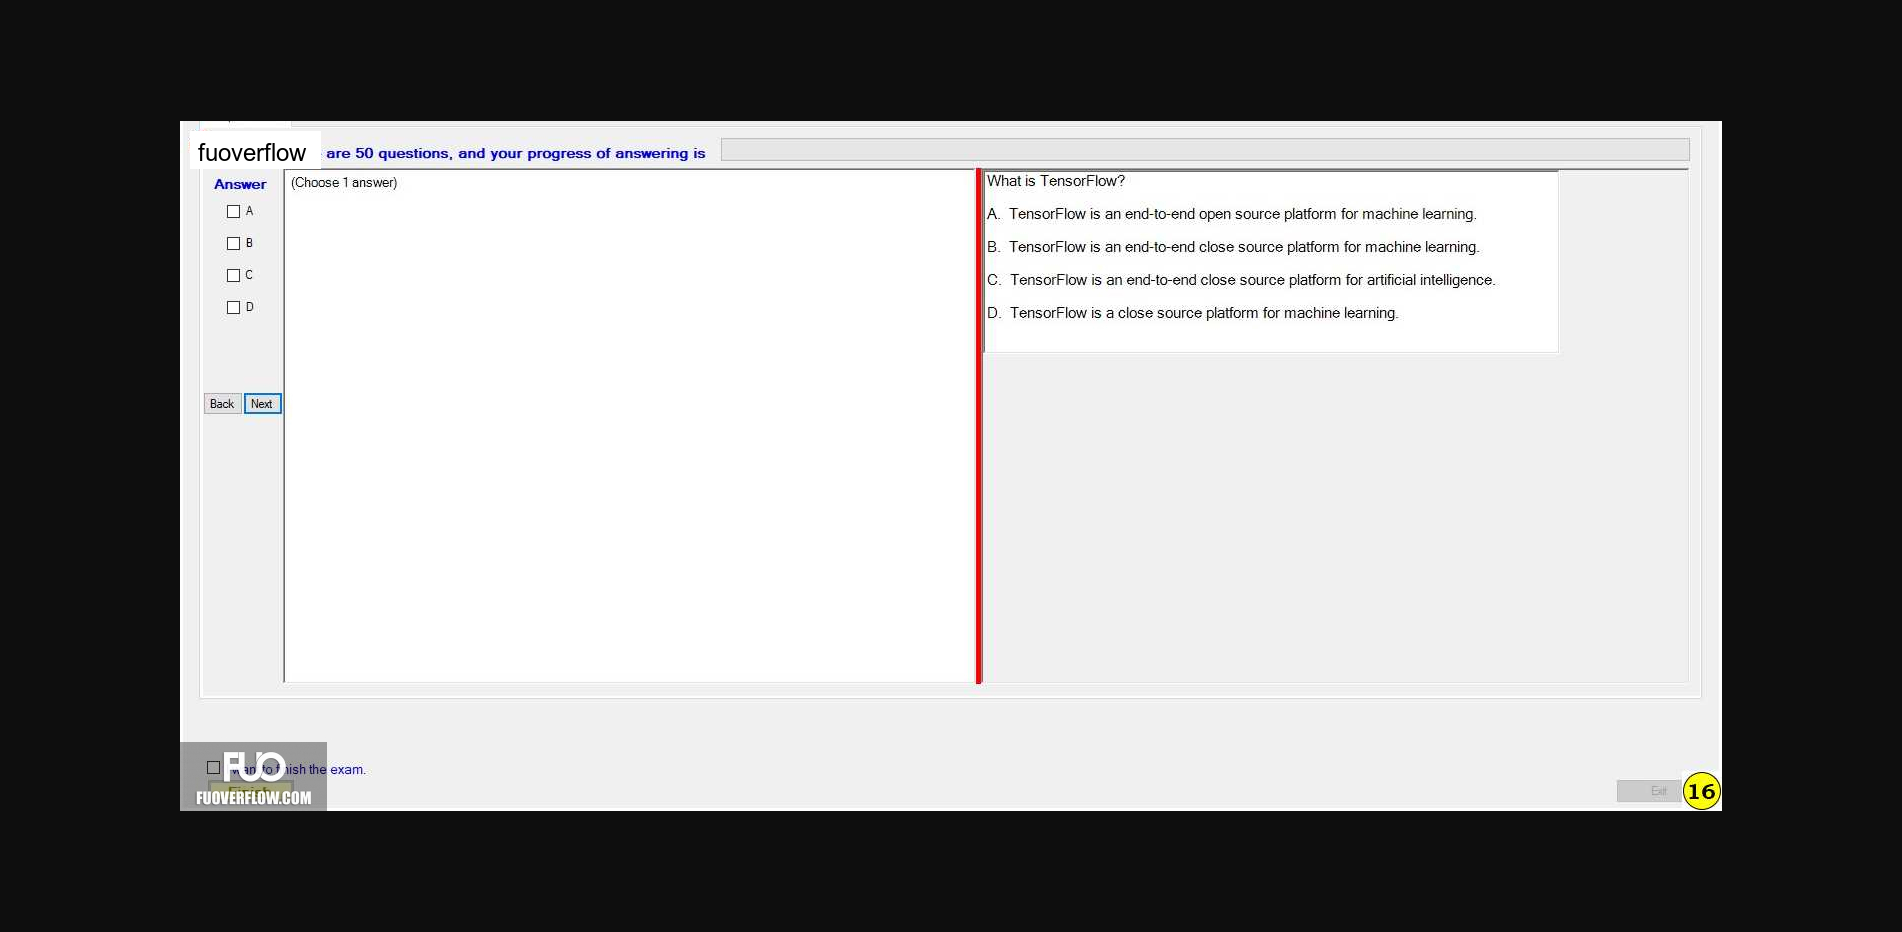 fuoverflow are 50 questions, and your progress of answering is
Answer
A
B
C
D
Back Next
(Choose 1 answer)
What is TensorFlow?
A. TensorFlow is an end-to-end open source platform for machine learning.
B. TensorFlow is an end-to-end close source platform for machine learning.
C. TensorFlow is an end-to-end close source platform for artificial intelligence.
D. TensorFlow is a close source platform for machine learning.
FUO
want to finish the exam.
Finish
FUOVERFLOW.COM
Exit
16